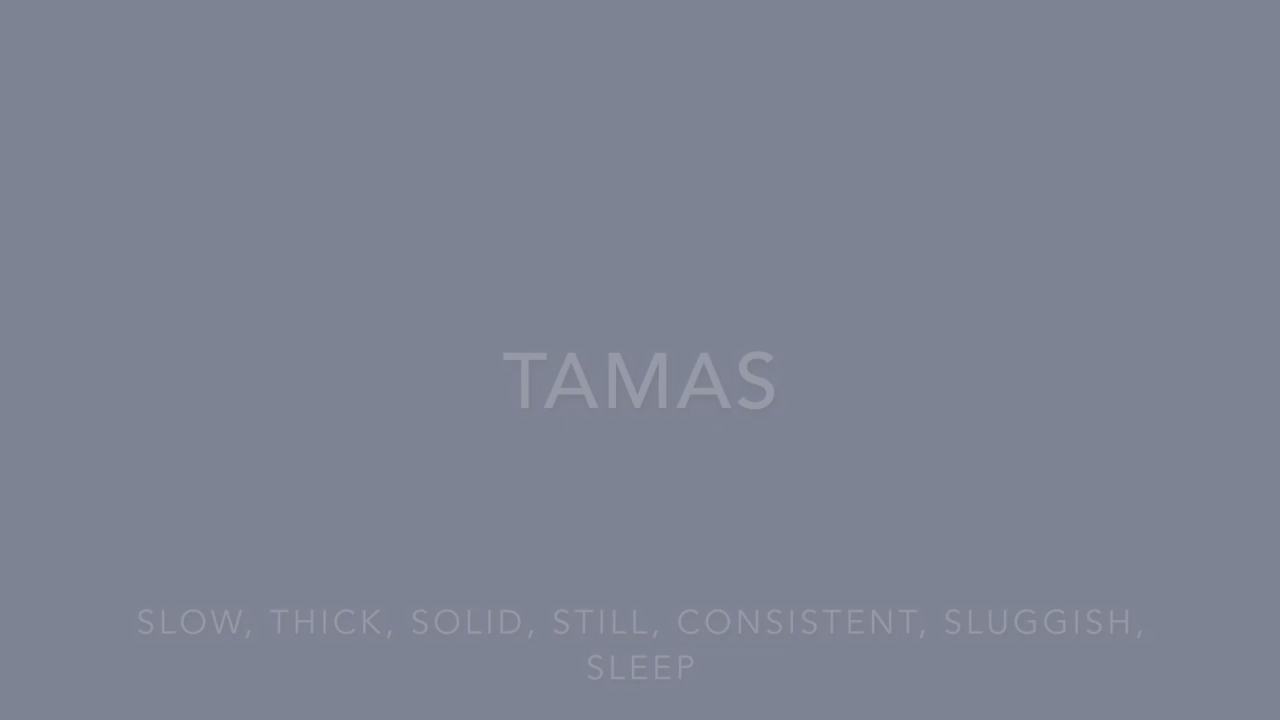 TAMAS
SLOW, THICK, SOLID, STILL, CONSISTENT, SLUGGISH,
SLEEP